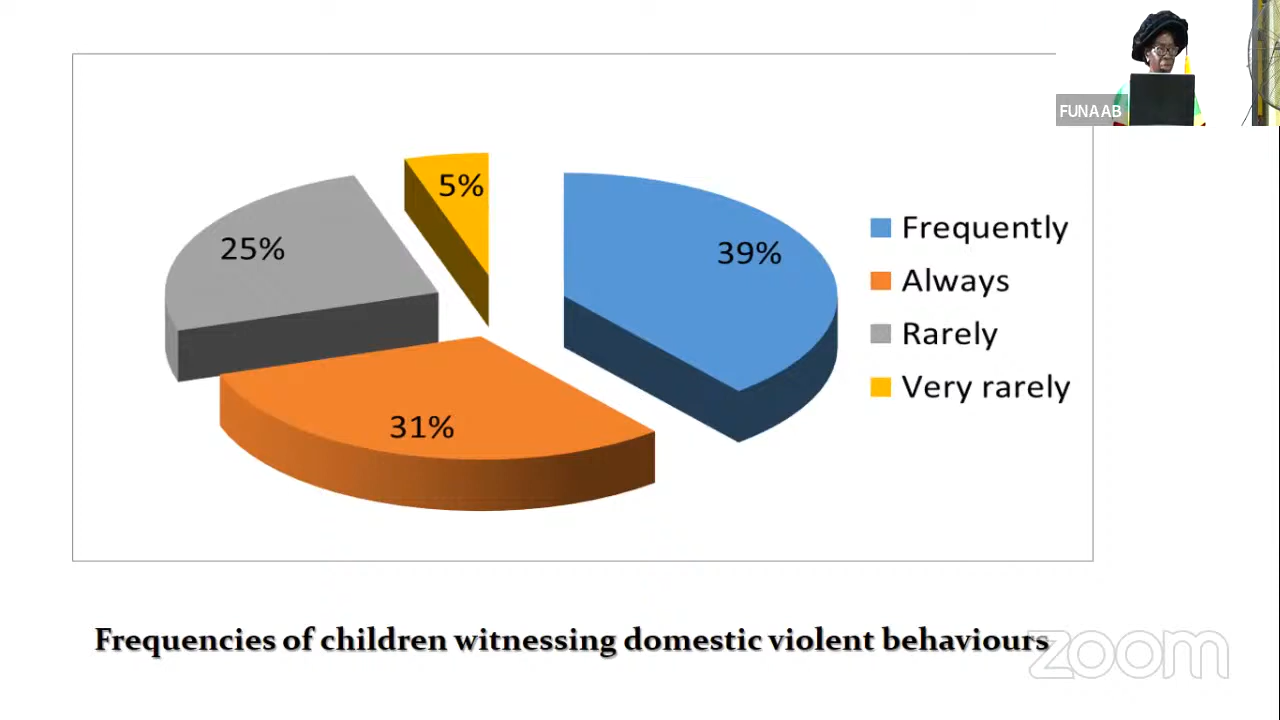 FUNAAB
5%
25%
39%
31%
Frequently
Always
Rarely
Very rarely
Frequencies of children witnessing domestic violent behaviours
zoom